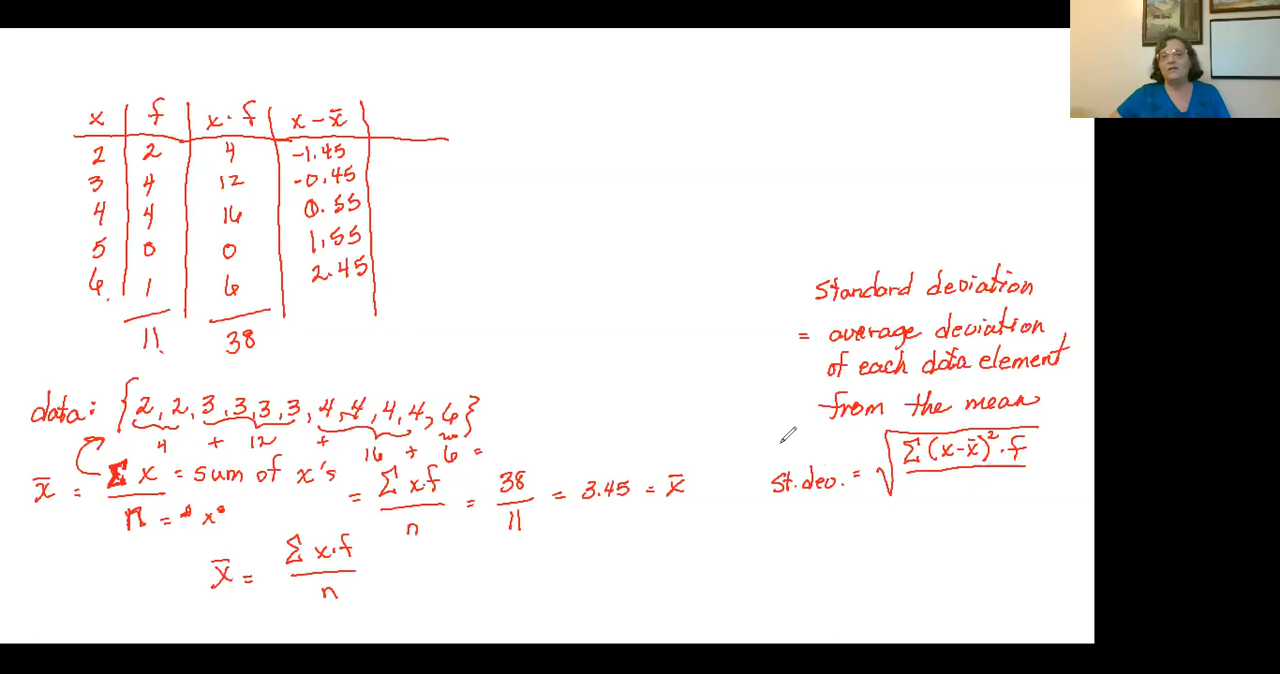 x f x · f x – x̄
2 2 4 -1.45
3 4 12 -0.45
4 4 16 0.55
5 0 0 1.55
6 1 6 2.45
11 38
data: {2, 2, 3, 3, 3, 3, 4, 4, 4, 4, 6}
4 + 12 + 16 + 6 =
x̄ = Σ x / n = sum of x's / # x's = Σ x·f / n = 38 / 11 = 3.45 = x̄
x̄ = Σ x·f / n
standard deviation
= average deviation
of each data element
from the mean
st. dev. = √ Σ (x-x̄)² · f